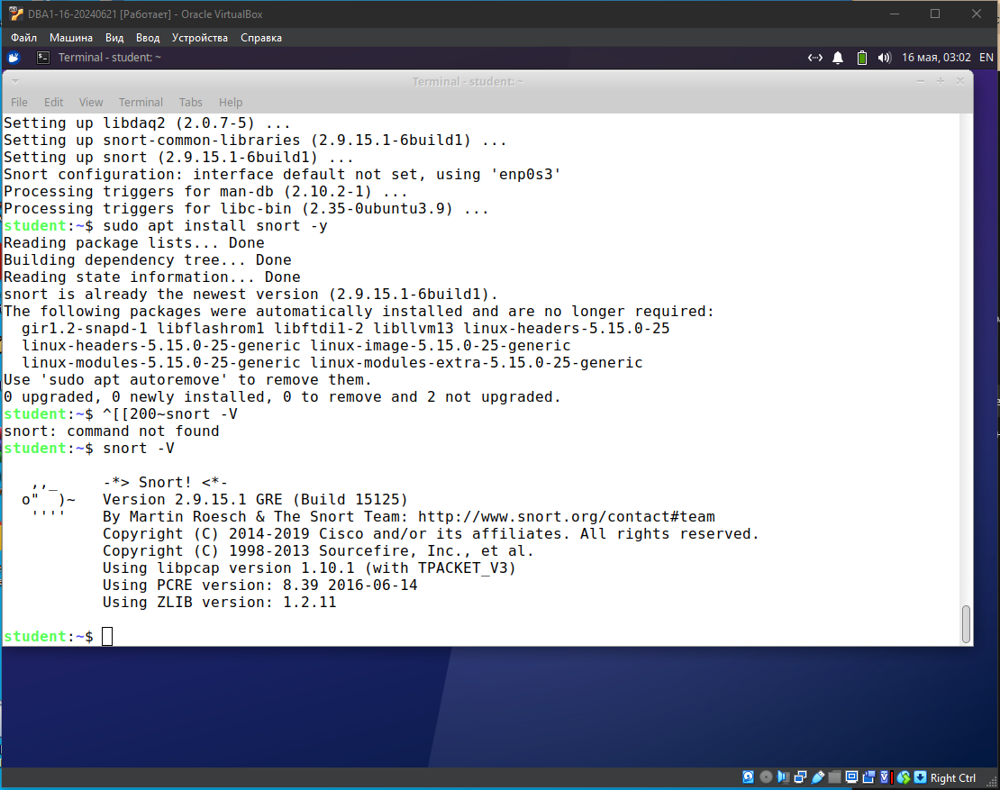 DBA1-16-20240621 [Работает] - Oracle VirtualBox
Файл Машина Вид Ввод Устройства Справка
Terminal - student: ~ 16 мая, 03:02 EN
Terminal - student: ~
File Edit View Terminal Tabs Help
Setting up libdaq2 (2.0.7-5) ...
Setting up snort-common-libraries (2.9.15.1-6build1) ...
Setting up snort (2.9.15.1-6build1) ...
Snort configuration: interface default not set, using 'enp0s3'
Processing triggers for man-db (2.10.2-1) ...
Processing triggers for libc-bin (2.35-0ubuntu3.9) ...
student:~$ sudo apt install snort -y
Reading package lists... Done
Building dependency tree... Done
Reading state information... Done
snort is already the newest version (2.9.15.1-6build1).
The following packages were automatically installed and are no longer required:
  gir1.2-snapd-1 libflashrom1 libftdi1-2 libllvm13 linux-headers-5.15.0-25
  linux-headers-5.15.0-25-generic linux-image-5.15.0-25-generic
  linux-modules-5.15.0-25-generic linux-modules-extra-5.15.0-25-generic
Use 'sudo apt autoremove' to remove them.
0 upgraded, 0 newly installed, 0 to remove and 2 not upgraded.
student:~$ ^[[200~snort -V
snort: command not found
student:~$ snort -V
   ,,_     -*> Snort! <*-
  o"  )~   Version 2.9.15.1 GRE (Build 15125)
   ''''    By Martin Roesch & The Snort Team: http://www.snort.org/contact#team
           Copyright (C) 2014-2019 Cisco and/or its affiliates. All rights reserved.
           Copyright (C) 1998-2013 Sourcefire, Inc., et al.
           Using libpcap version 1.10.1 (with TPACKET_V3)
           Using PCRE version: 8.39 2016-06-14
           Using ZLIB version: 1.2.11
student:~$
Right Ctrl